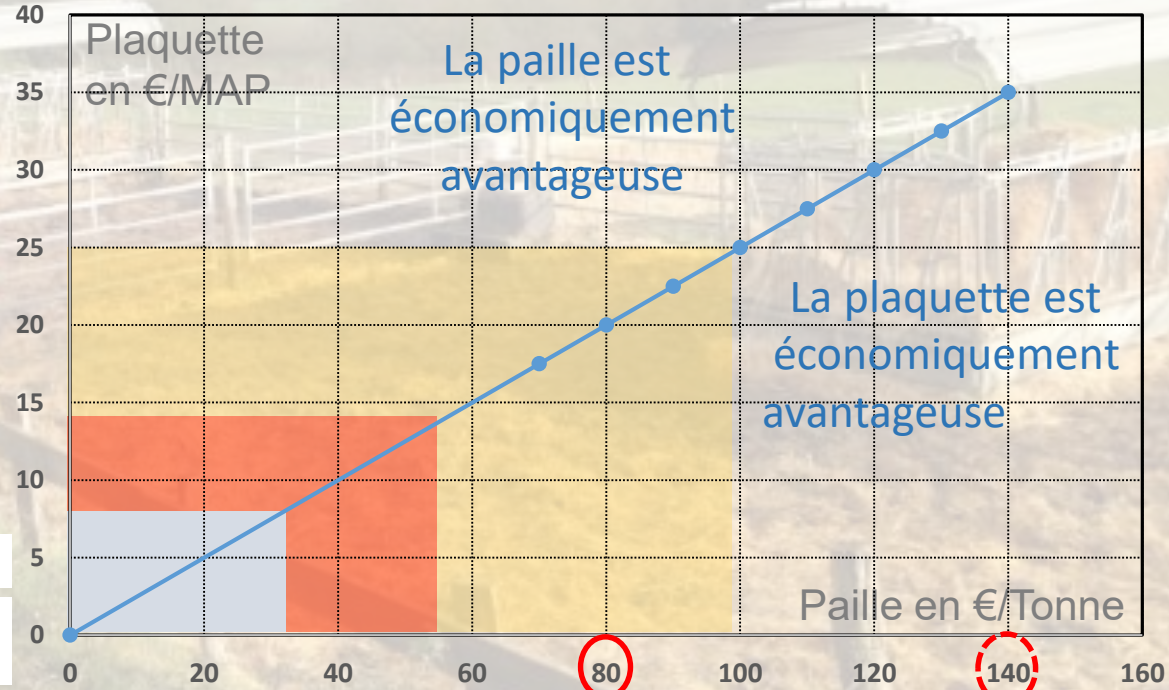 40
Plaquette
en €/MAP
La paille est
économiquement
avantageuse
35
30
25
La plaquette est
économiquement
avantageuse
20
15
10
5
Paille en €/Tonne
0
0 20 40 60 80 100 120 140 160